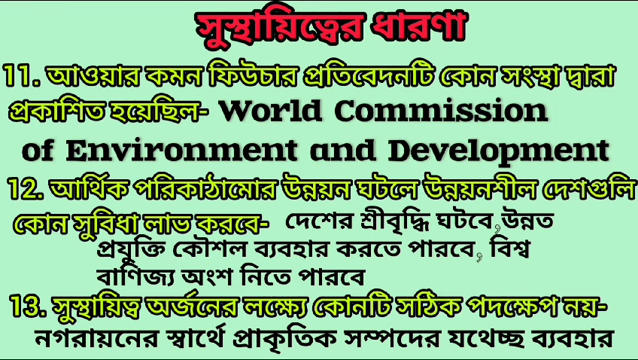 সুস্থায়িত্বের ধারণা
11. আওয়ার কমন ফিউচার প্রতিবেদনটি কোন সংস্থা দ্বারা
প্রকাশিত হয়েছিল- World Commission
of Environment and Development
12. আর্থিক পরিকাঠামোর উন্নয়ন ঘটলে উন্নয়নশীল দেশগুলি
কোন সুবিধা লাভ করবে- দেশের শ্রীবৃদ্ধি ঘটবে,উন্নত
প্রযুক্তি কৌশল ব্যবহার করতে পারবে, বিশ্ব
বাণিজ্য অংশ নিতে পারবে
13. সুস্থায়িত্ব অর্জনের লক্ষ্যে কোনটি সঠিক পদক্ষেপ নয়-
নগরায়নের স্বার্থে প্রাকৃতিক সম্পদের যথেচ্ছ ব্যবহার